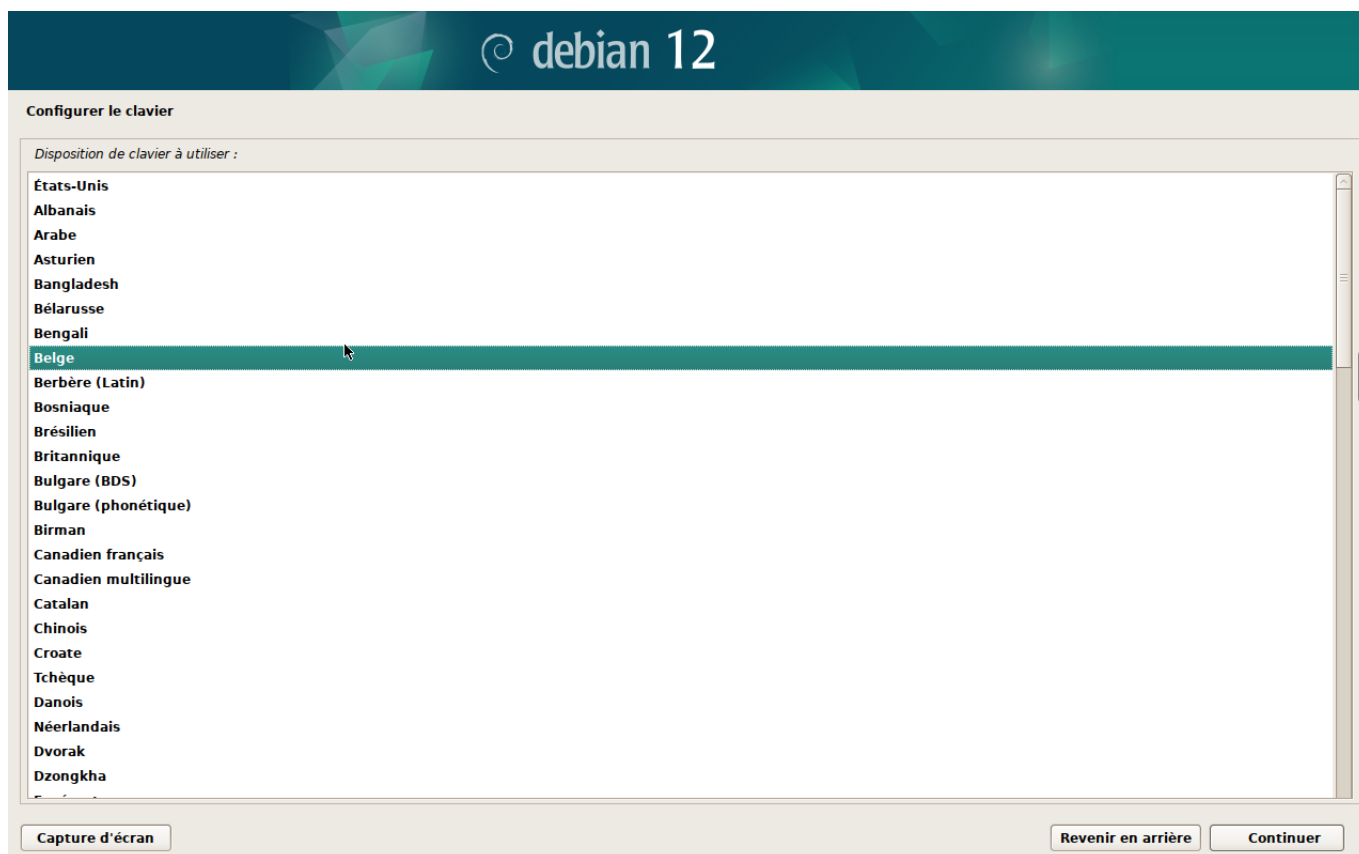 debian 12
Configurer le clavier
Disposition de clavier à utiliser :
États-Unis
Albanais
Arabe
Asturien
Bangladesh
Bélarusse
Bengali
Belge
Berbère (Latin)
Bosniaque
Brésilien
Britannique
Bulgare (BDS)
Bulgare (phonétique)
Birman
Canadien français
Canadien multilingue
Catalan
Chinois
Croate
Tchèque
Danois
Néerlandais
Dvorak
Dzongkha
Capture d'écran
Revenir en arrière
Continuer